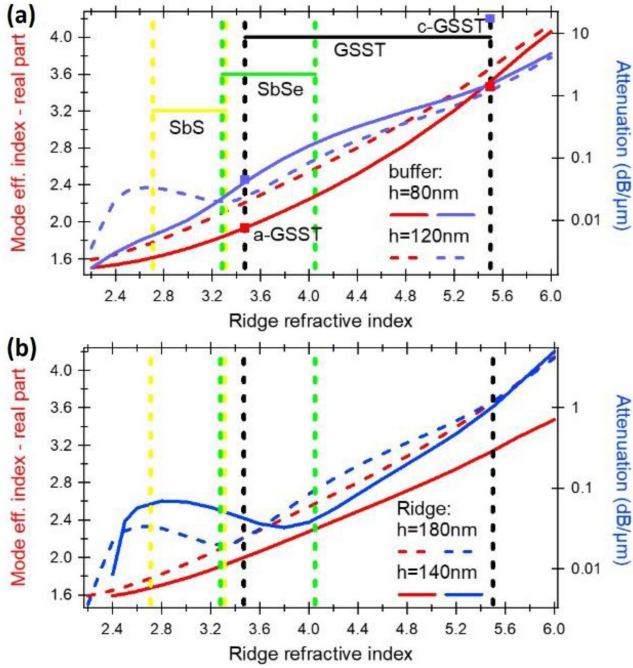 (a)
Mode eff. index - real part
4.0
3.6
3.2
2.8
2.4
2.0
1.6
c-GSST
GSST
SbSe
SbS
a-GSST
buffer:
h=80nm
h=120nm
10
1
0.1
0.01
Attenuation (dB/µm)
2.4 2.8 3.2 3.6 4.0 4.4 4.8 5.2 5.6 6.0
Ridge refractive index
(b)
Mode eff. index - real part
4.0
3.6
3.2
2.8
2.4
2.0
1.6
Ridge:
h=180nm
h=140nm
1
0.1
0.01
Attenuation (dB/µm)
2.4 2.8 3.2 3.6 4.0 4.4 4.8 5.2 5.6 6.0
Ridge refractive index